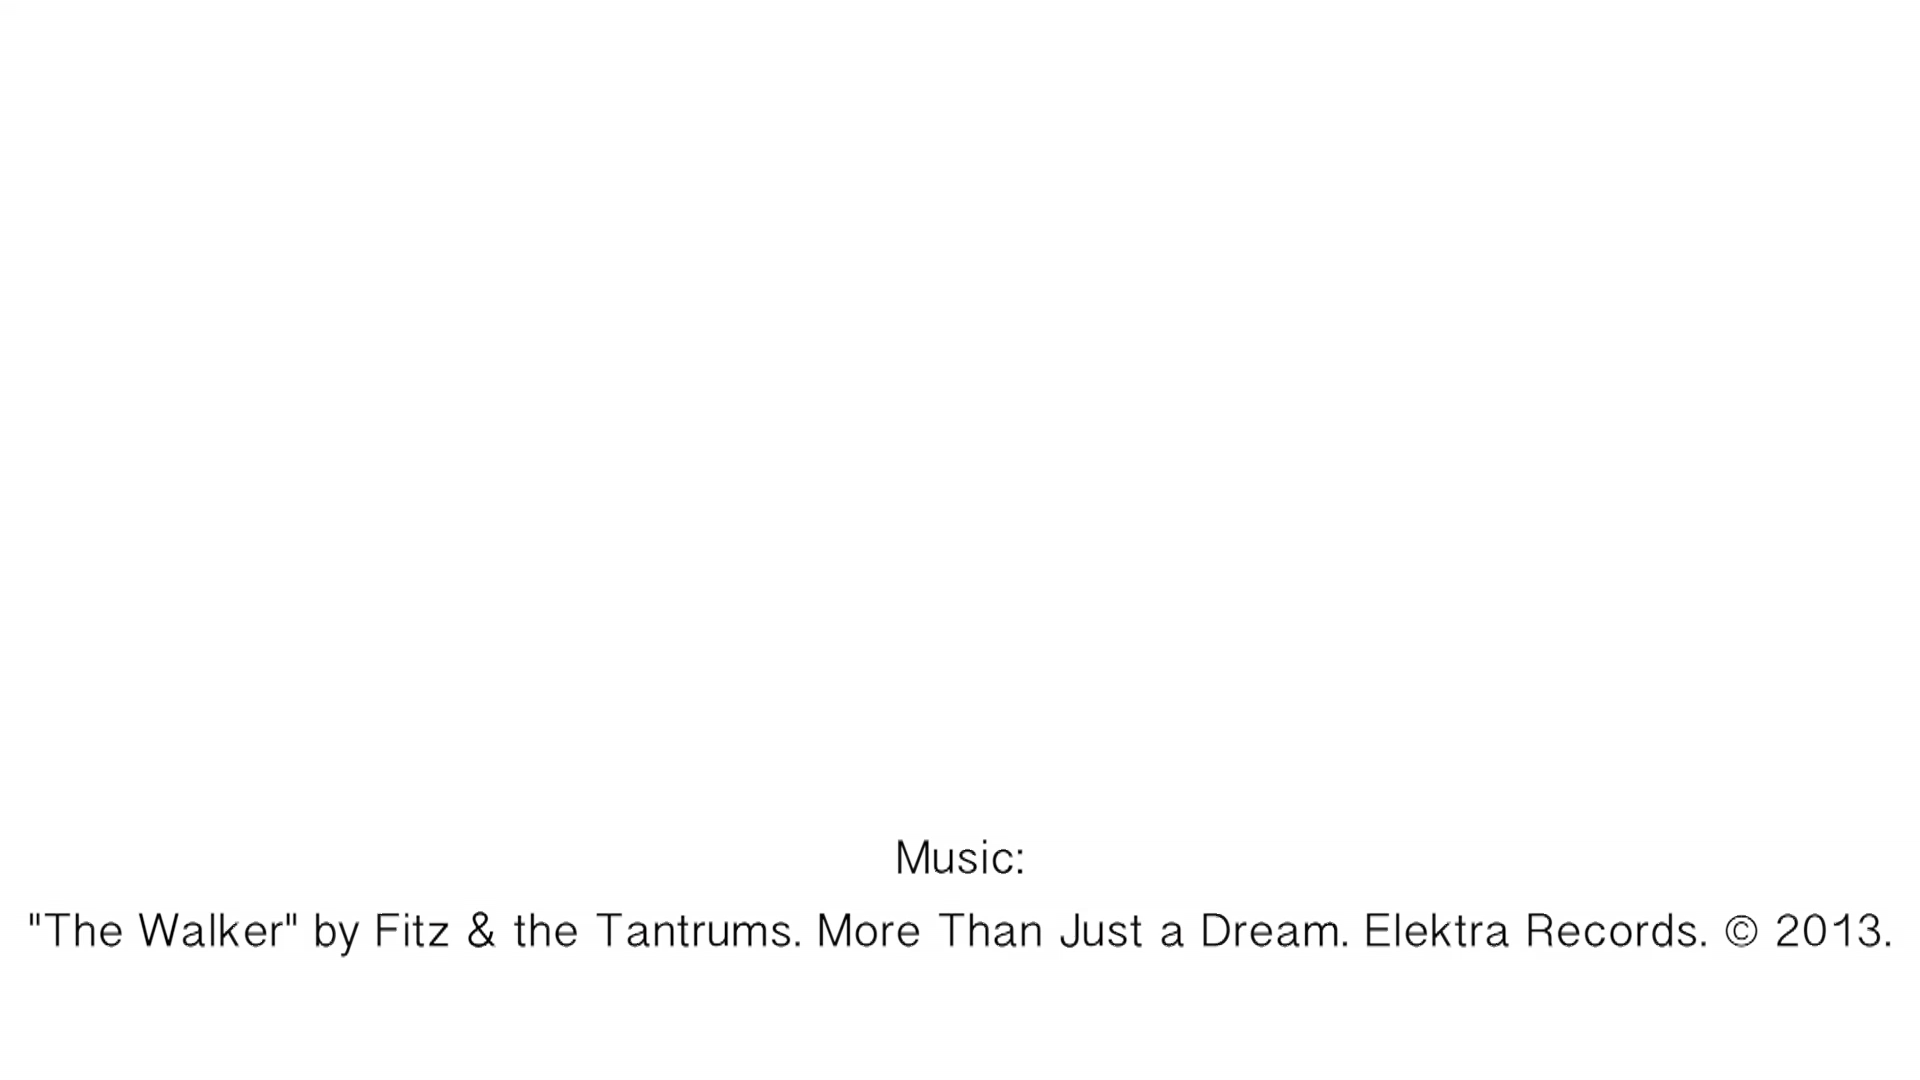 Music:
"The Walker" by Fitz & the Tantrums. More Than Just a Dream. Elektra Records. © 2013.